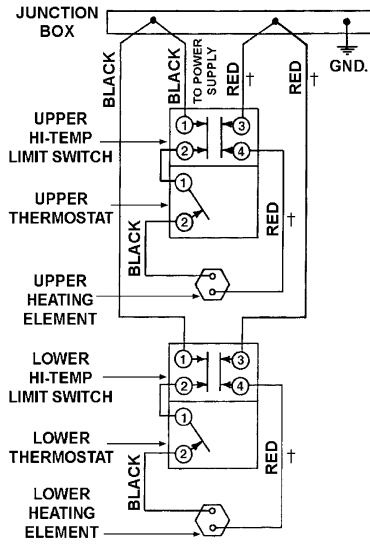 JUNCTION
BOX
BLACK
BLACK
TO POWER
SUPPLY
RED
†
RED
†
GND.
UPPER
HI-TEMP
LIMIT SWITCH
1
3
2
4
UPPER
THERMOSTAT
1
2
BLACK
RED
†
UPPER
HEATING
ELEMENT
LOWER
HI-TEMP
LIMIT SWITCH
1
3
2
4
LOWER
THERMOSTAT
1
2
BLACK
RED
†
LOWER
HEATING
ELEMENT